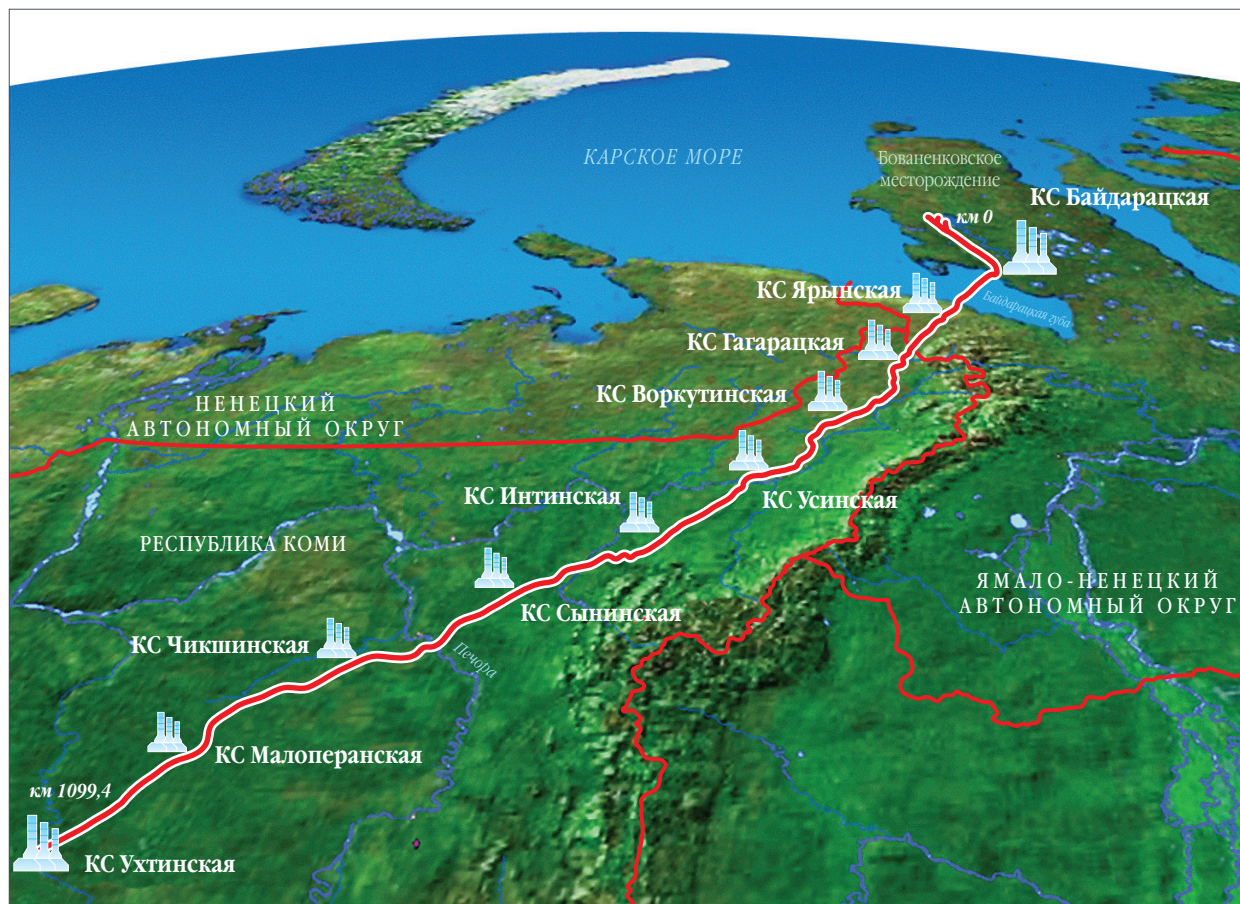 КАРСКОЕ МОРЕ
Бованенковское
месторождение
КС Байдарацкая
км 0
КС Ярынская
Байдарацкая губа
КС Гагарацкая
КС Воркутинская
НЕНЕЦКИЙ
АВТОНОМНЫЙ ОКРУГ
КС Интинская
КС Усинская
РЕСПУБЛИКА КОМИ
ЯМАЛО-НЕНЕЦКИЙ
АВТОНОМНЫЙ ОКРУГ
КС Сынинская
КС Чикшинская
Печора
КС Малоперанская
км 1099,4
КС Ухтинская